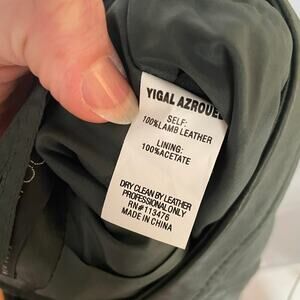 YIGAL AZROUEL
SELF:
100%LAMB LEATHER
LINING:
100%ACETATE
DRY CLEAN BY LEATHER
PROFESSIONAL ONLY
RN#113476
MADE IN CHINA